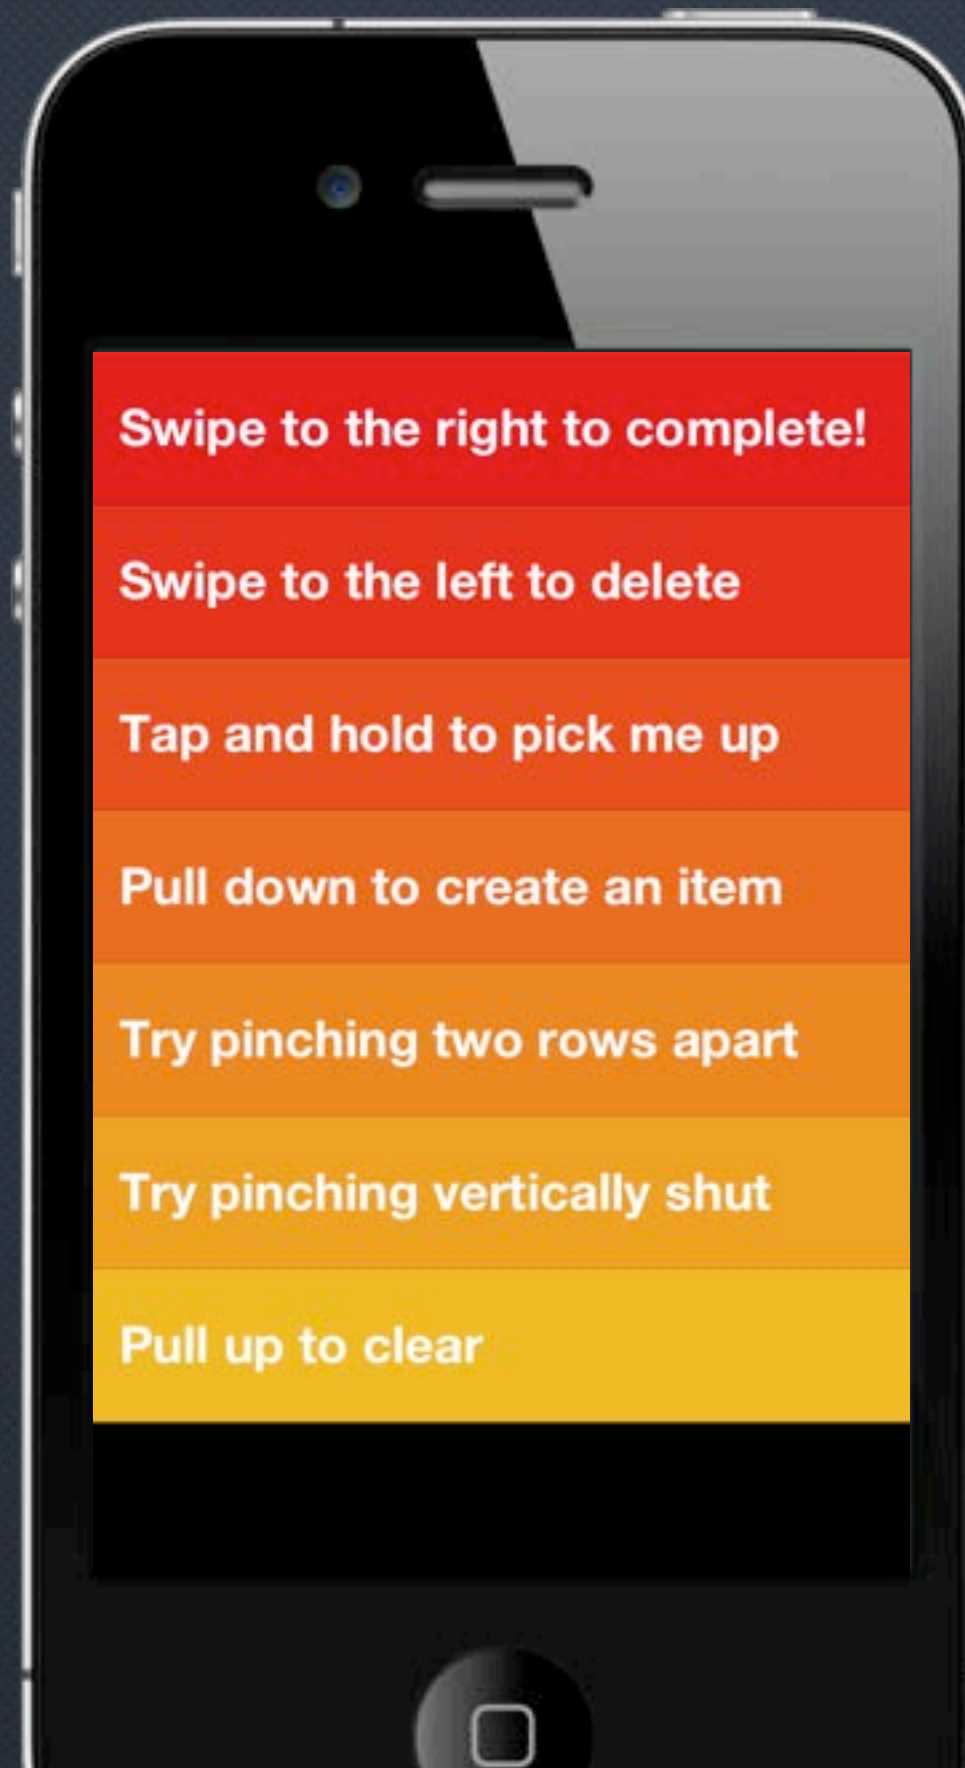 Swipe to the right to complete!
Swipe to the left to delete
Tap and hold to pick me up
Pull down to create an item
Try pinching two rows apart
Try pinching vertically shut
Pull up to clear